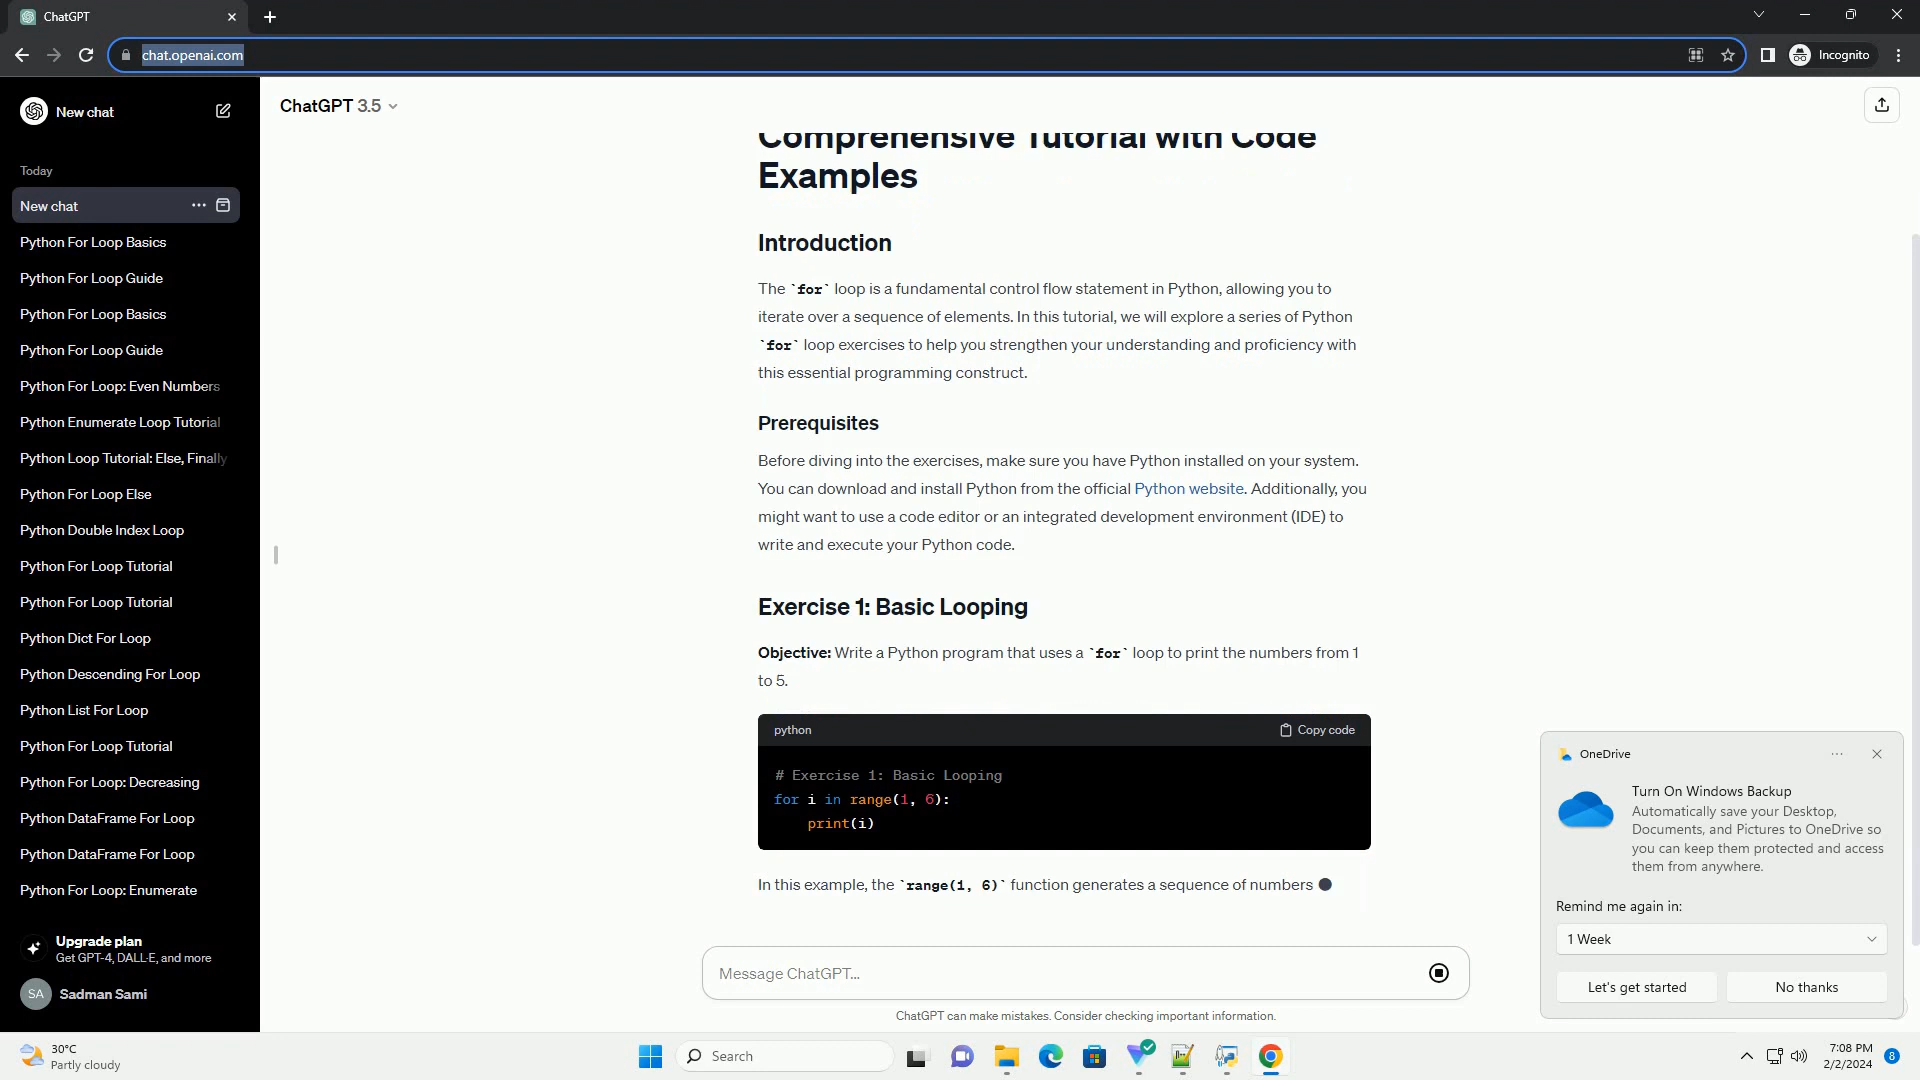 ChatGPT
chat.openai.com
Incognito
New chat
Today
New chat
Python For Loop Basics
Python For Loop Guide
Python For Loop Basics
Python For Loop Guide
Python For Loop: Even Numbers
Python Enumerate Loop Tutorial
Python Loop Tutorial: Else, Finally
Python For Loop Else
Python Double Index Loop
Python For Loop Tutorial
Python For Loop Tutorial
Python Dict For Loop
Python Descending For Loop
Python List For Loop
Python For Loop Tutorial
Python For Loop: Decreasing
Python DataFrame For Loop
Python DataFrame For Loop
Python For Loop: Enumerate
Upgrade plan
Get GPT-4, DALL·E, and more
SA
Sadman Sami
ChatGPT 3.5
Comprehensive Tutorial with Code
Examples
Introduction
The `for` loop is a fundamental control flow statement in Python, allowing you to
iterate over a sequence of elements. In this tutorial, we will explore a series of Python
`for` loop exercises to help you strengthen your understanding and proficiency with
this essential programming construct.
Prerequisites
Before diving into the exercises, make sure you have Python installed on your system.
You can download and install Python from the official Python website. Additionally, you
might want to use a code editor or an integrated development environment (IDE) to
write and execute your Python code.
Exercise 1: Basic Looping
Objective: Write a Python program that uses a `for` loop to print the numbers from 1
to 5.
python
Copy code
# Exercise 1: Basic Looping
for i in range(1, 6):
    print(i)
In this example, the `range(1, 6)` function generates a sequence of numbers
Message ChatGPT...
ChatGPT can make mistakes. Consider checking important information.
OneDrive
Turn On Windows Backup
Automatically save your Desktop,
Documents, and Pictures to OneDrive so
you can keep them protected and access
them from anywhere.
Remind me again in:
1 Week
Let's get started
No thanks
30°C
Partly cloudy
Search
7:08 PM
2/2/2024
8